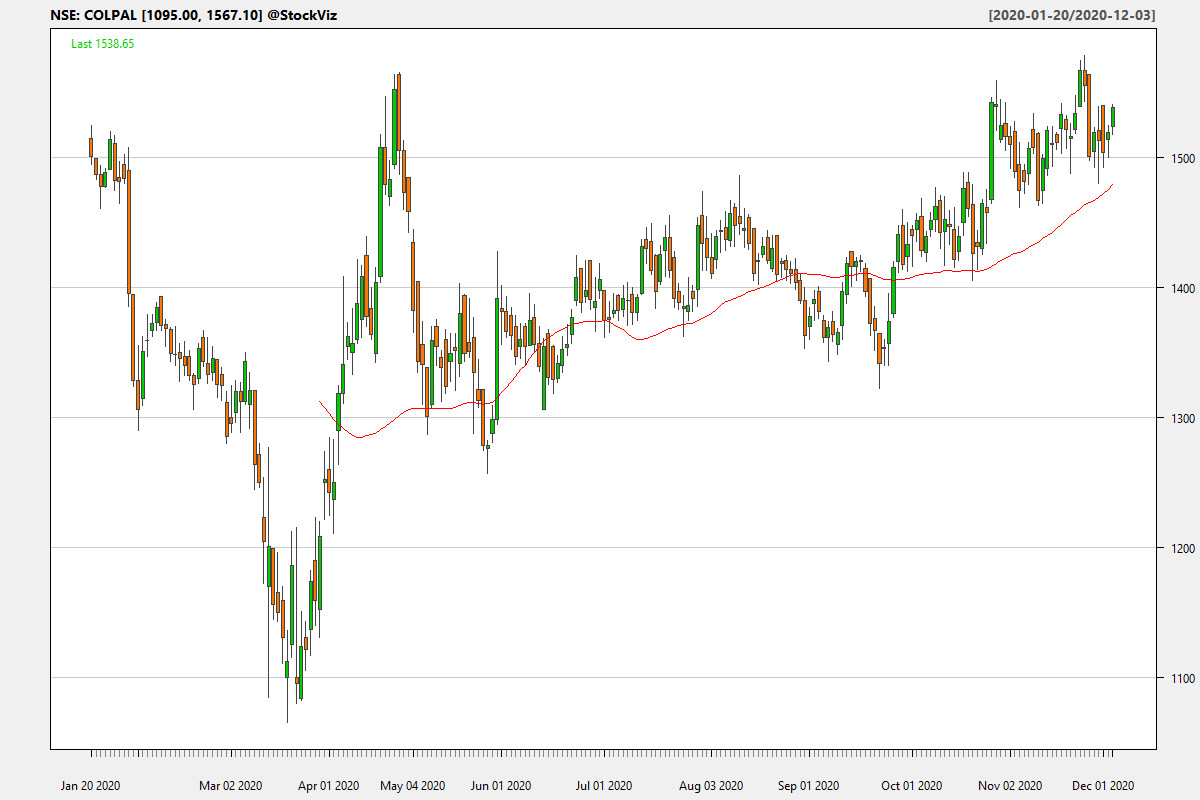 NSE: COLPAL [1095.00, 1567.10] @StockViz [2020-01-20/2020-12-03]
Last 1538.65
1500
1400
1300
1200
1100
Jan 20 2020 Mar 02 2020 Apr 01 2020 May 04 2020 Jun 01 2020 Jul 01 2020 Aug 03 2020 Sep 01 2020 Oct 01 2020 Nov 02 2020 Dec 01 2020